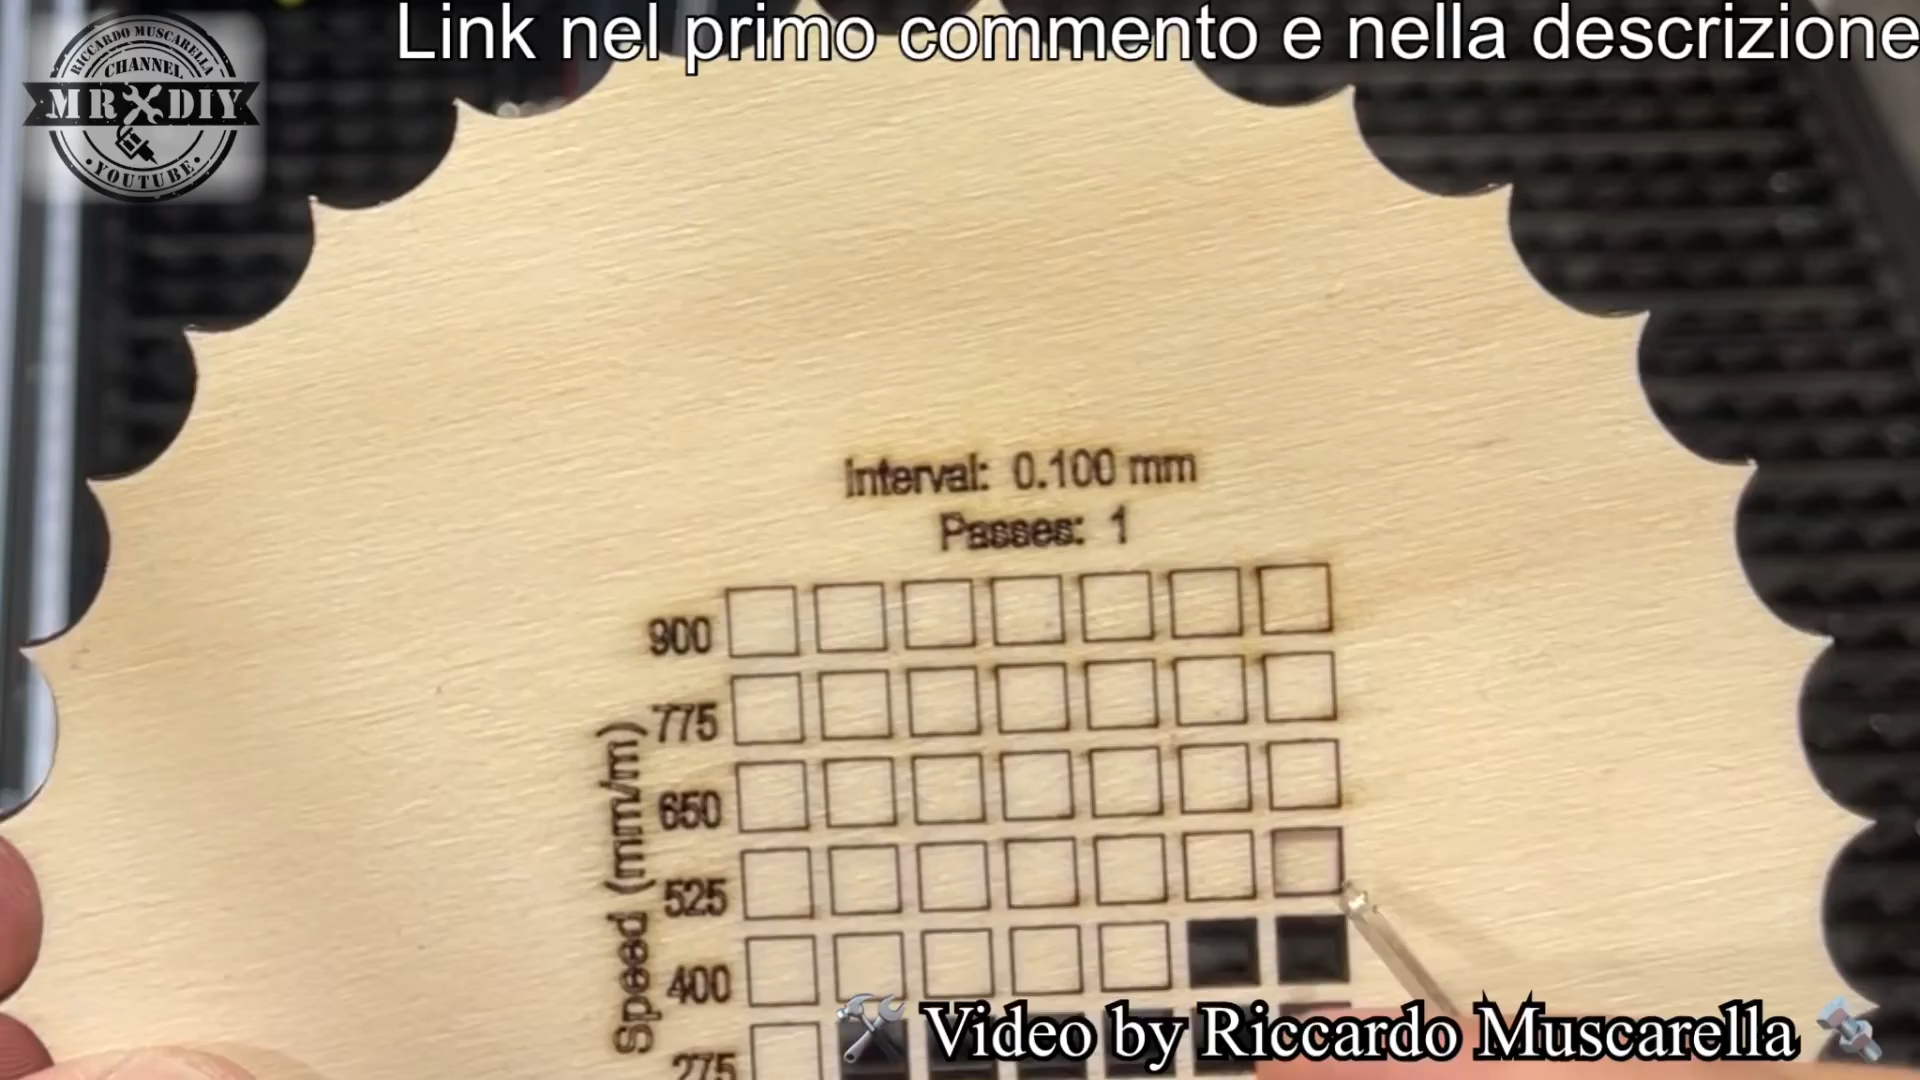 Link nel primo commento e nella descrizione
RICCARDO MUSCARELLA
CHANNEL
MR DIY
YOUTUBE
Interval: 0.100 mm
Passes: 1
900
775
650
525
400
275
Speed (mm/m)
Video by Riccardo Muscarella